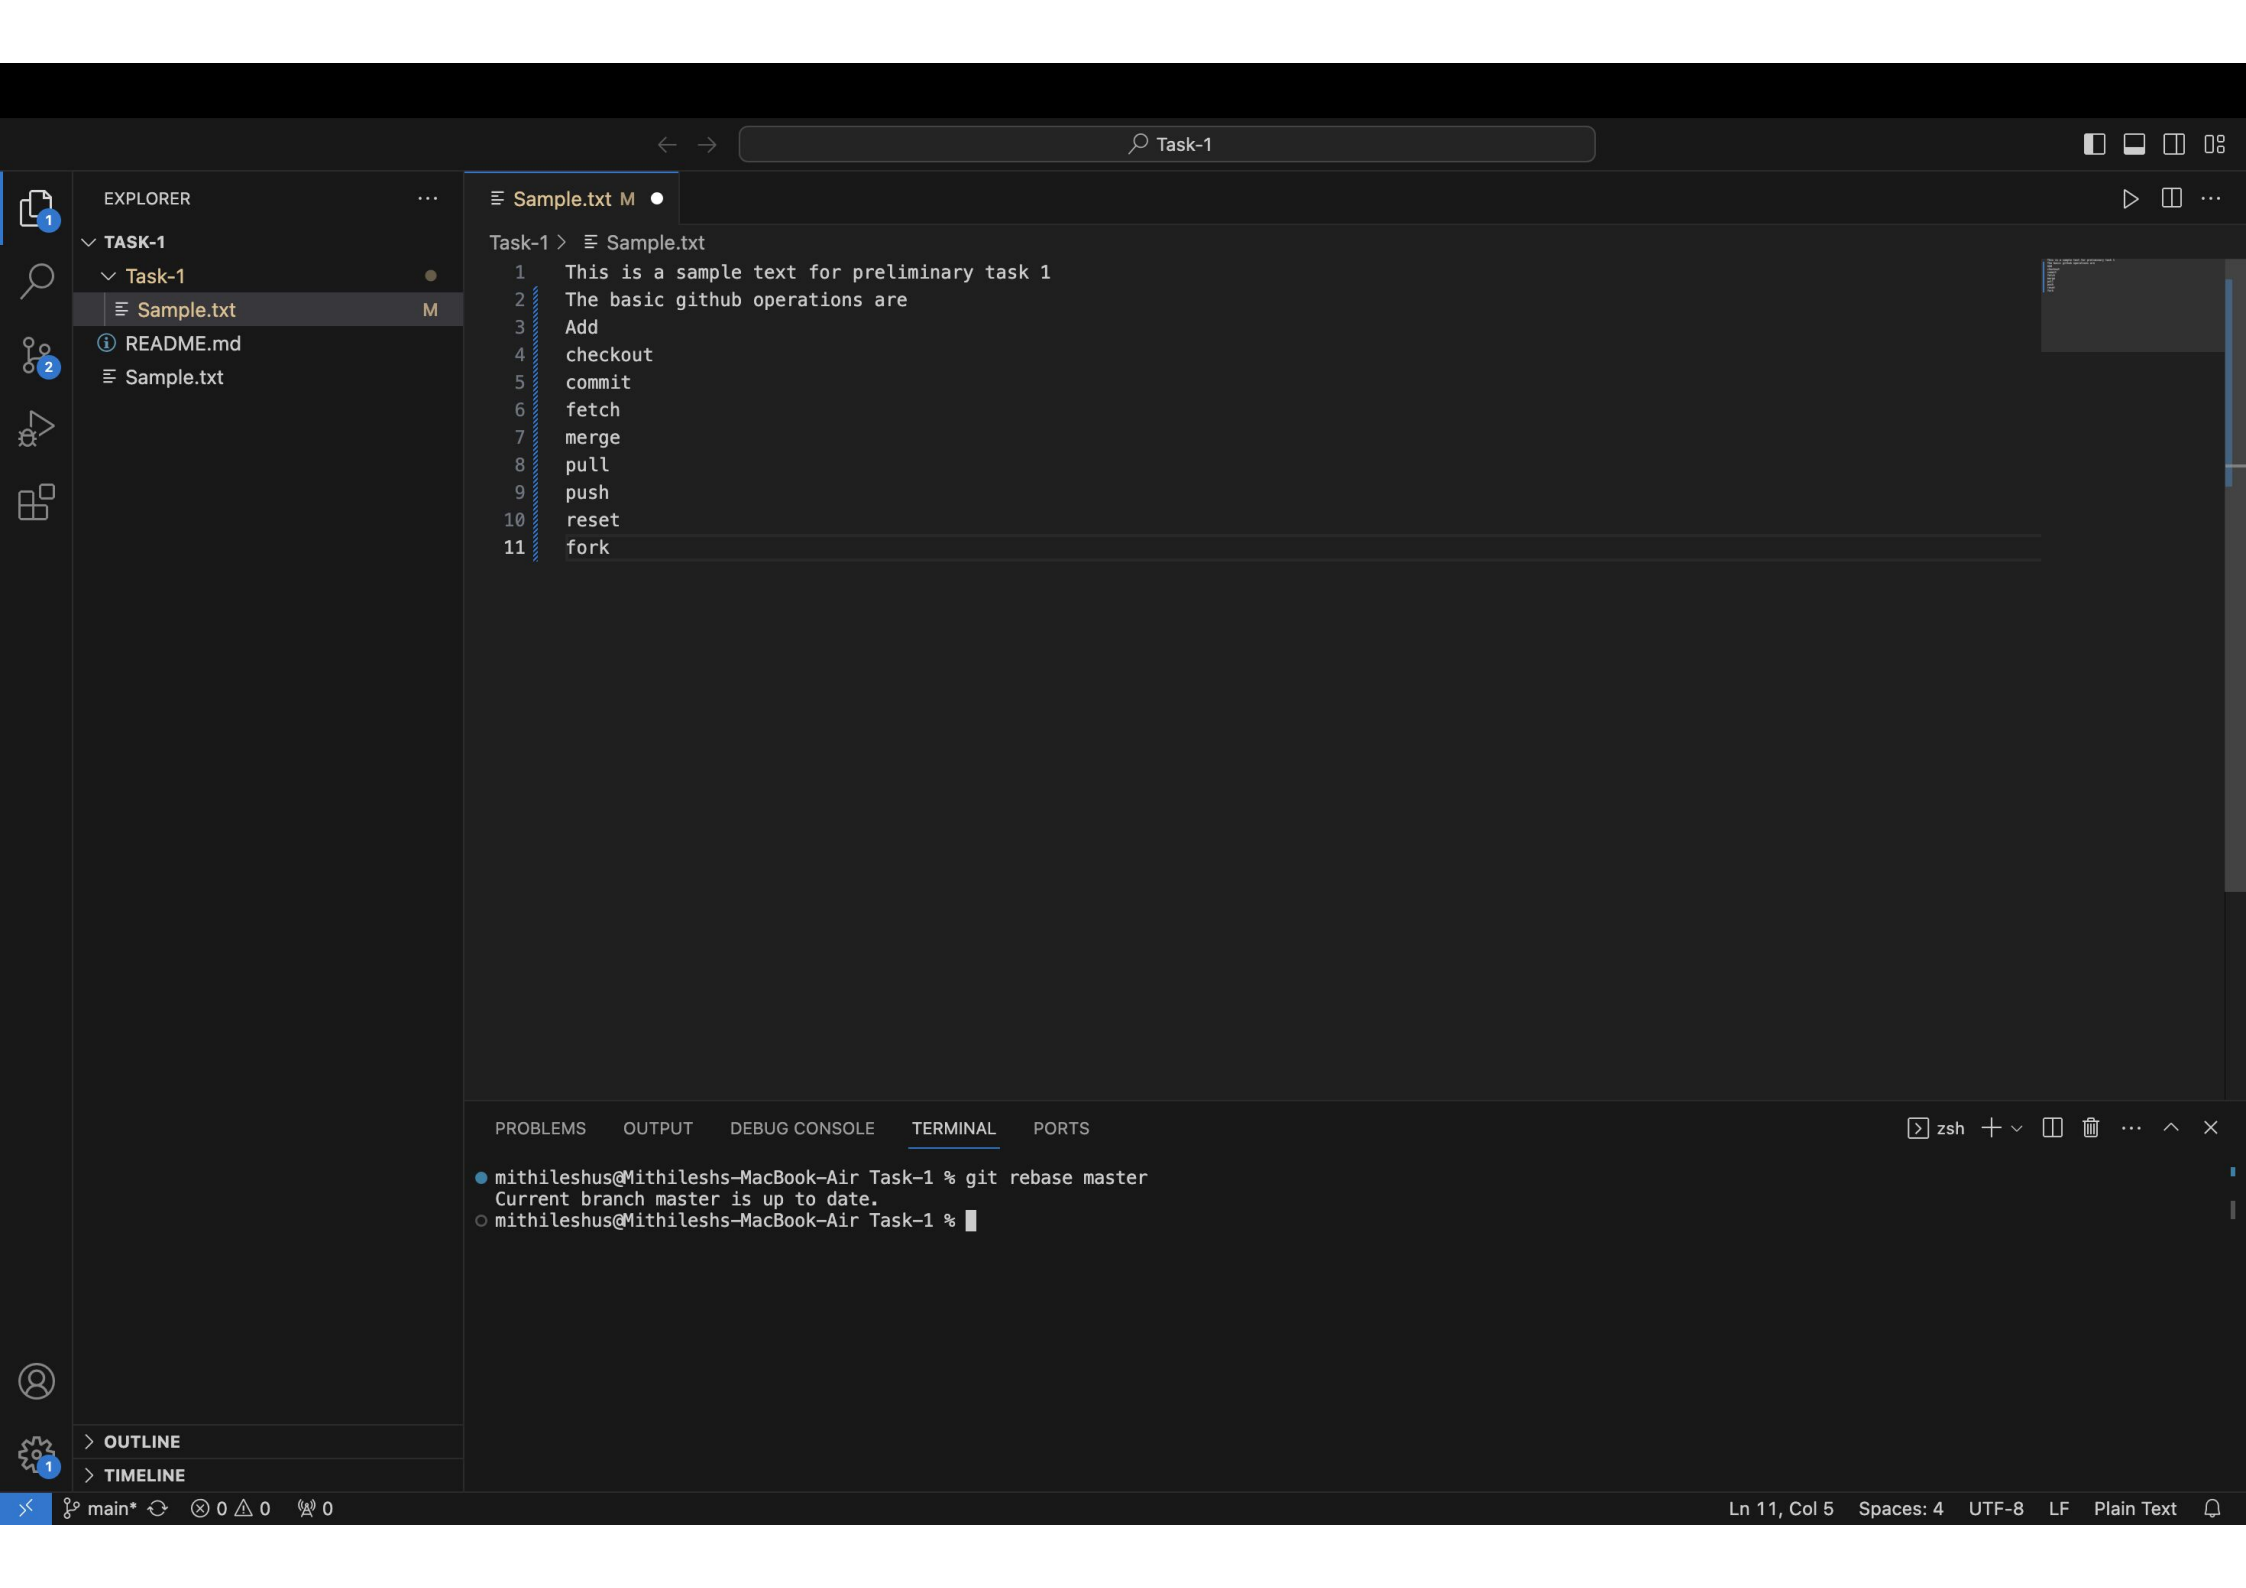 Task-1
EXPLORER
Sample.txt M
1
TASK-1
Task-1 > Sample.txt
Task-1
Sample.txt M
README.md
Sample.txt
2
1 This is a sample text for preliminary task 1
2 The basic github operations are
3 Add
4 checkout
5 commit
6 fetch
7 merge
8 pull
9 push
10 reset
11 fork
PROBLEMS OUTPUT DEBUG CONSOLE TERMINAL PORTS zsh
mithileshus@Mithileshs-MacBook-Air Task-1 % git rebase master
Current branch master is up to date.
mithileshus@Mithileshs-MacBook-Air Task-1 %
OUTLINE
1
TIMELINE
main* 0 0 0 Ln 11, Col 5 Spaces: 4 UTF-8 LF Plain Text